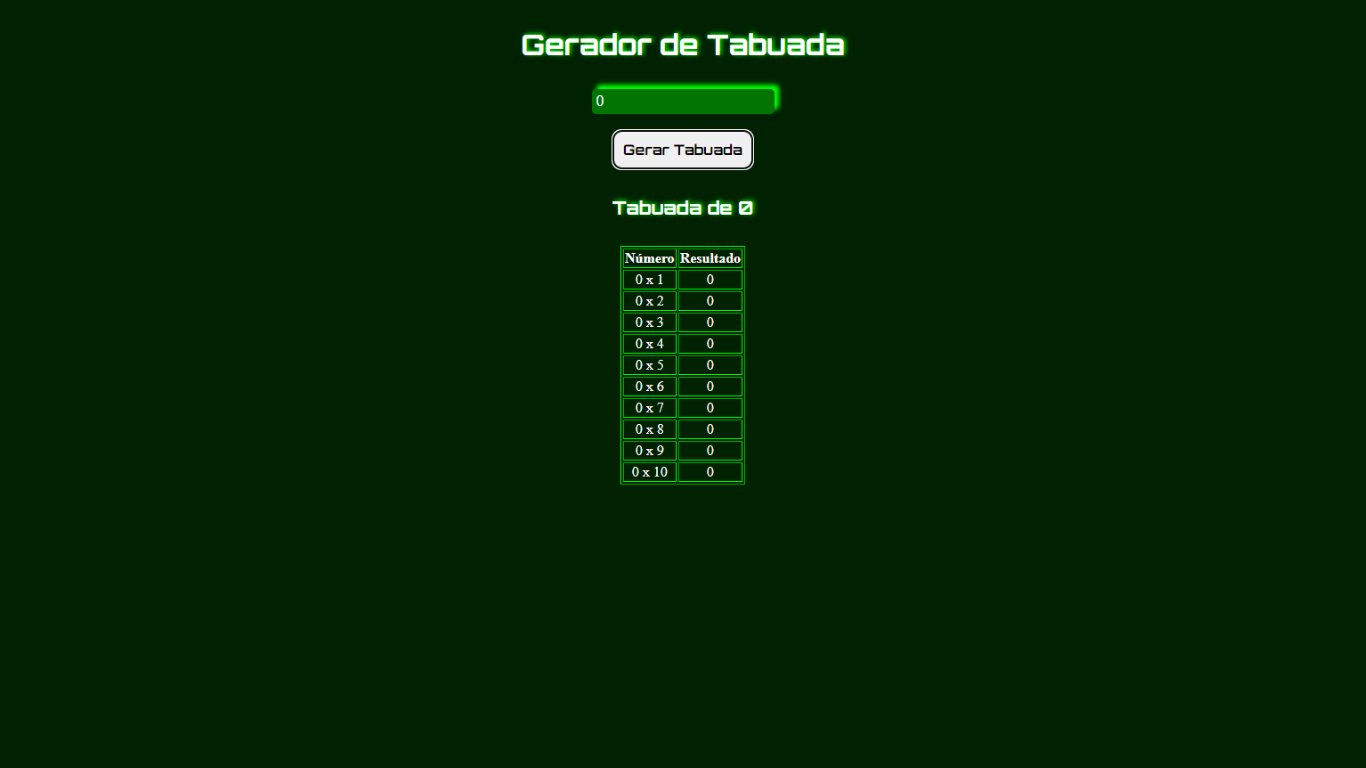 Gerador de Tabuada
0
Gerar Tabuada
Tabuada de 0
Número Resultado
0 x 1 0
0 x 2 0
0 x 3 0
0 x 4 0
0 x 5 0
0 x 6 0
0 x 7 0
0 x 8 0
0 x 9 0
0 x 10 0